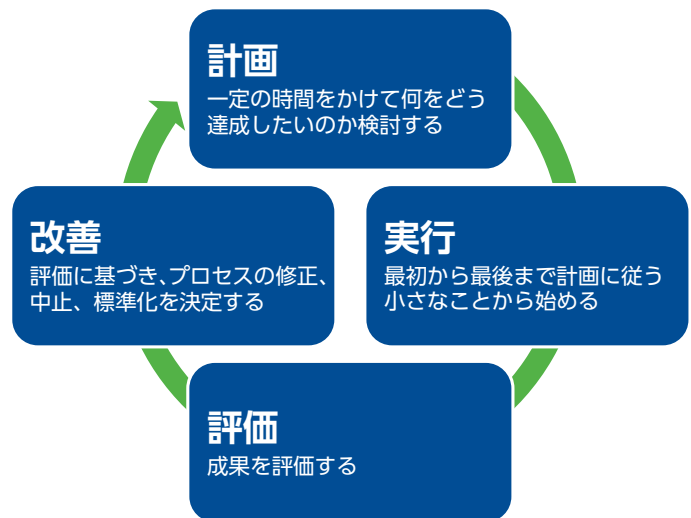 計画
一定の時間をかけて何をどう
達成したいのか検討する
実行
最初から最後まで計画に従う
小さなことから始める
評価
成果を評価する
改善
評価に基づき、プロセスの修正、
中止、標準化を決定する